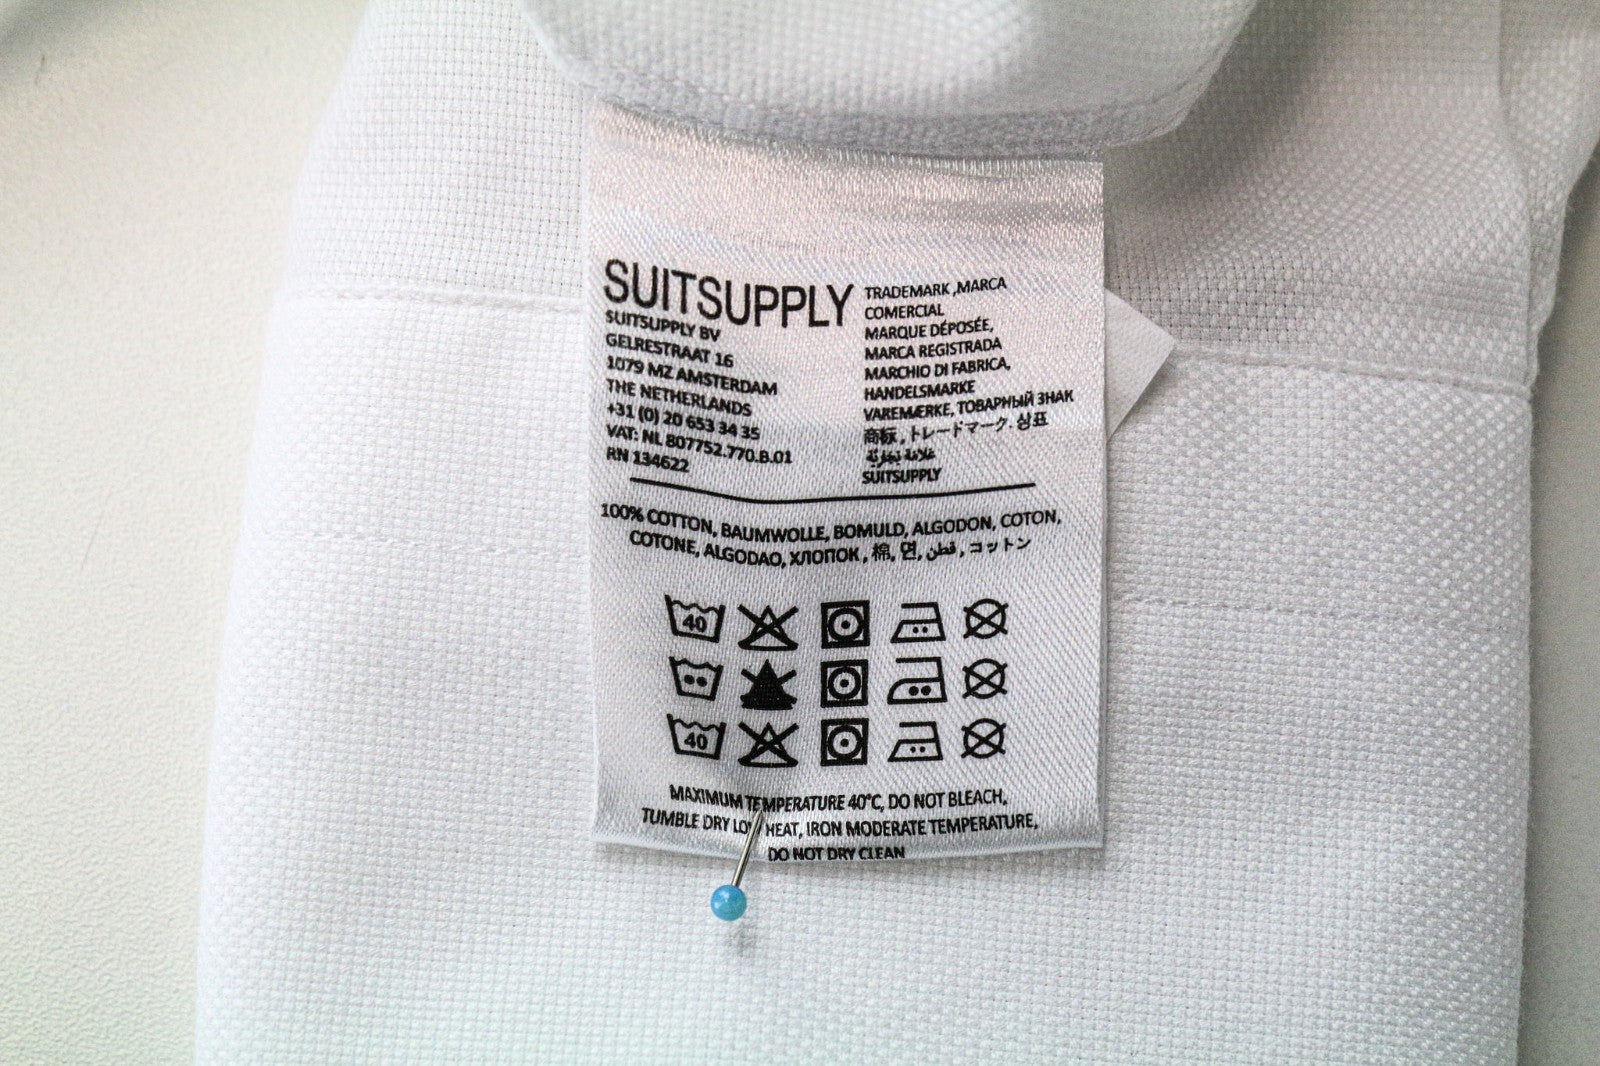 SUITSUPPLY
SUITSUPPLY BV
GELRESTRAAT 16
1079 MZ AMSTERDAM
THE NETHERLANDS
+31 (0) 20 653 34 35
VAT: NL 807752.770.B.01
RN 134622
TRADEMARK ,MARCA
COMERCIAL
MARQUE DÉPOSÉE,
MARCA REGISTRADA
MARCHIO DI FABRICA,
HANDELSMARKE
VAREMÆRKE, ТОВАРНЫЙ ЗНАК
商标 , トレードマーク. 상표
علامة تجارية
SUITSUPPLY
100% COTTON, BAUMWOLLE, BOMULD, ALGODON, COTON,
COTONE, ALGODAO, ХЛОПОК , 棉, 면, قطن , コットン
40
40
MAXIMUM TEMPERATURE 40°C, DO NOT BLEACH,
TUMBLE DRY LOW HEAT, IRON MODERATE TEMPERATURE,
DO NOT DRY CLEAN